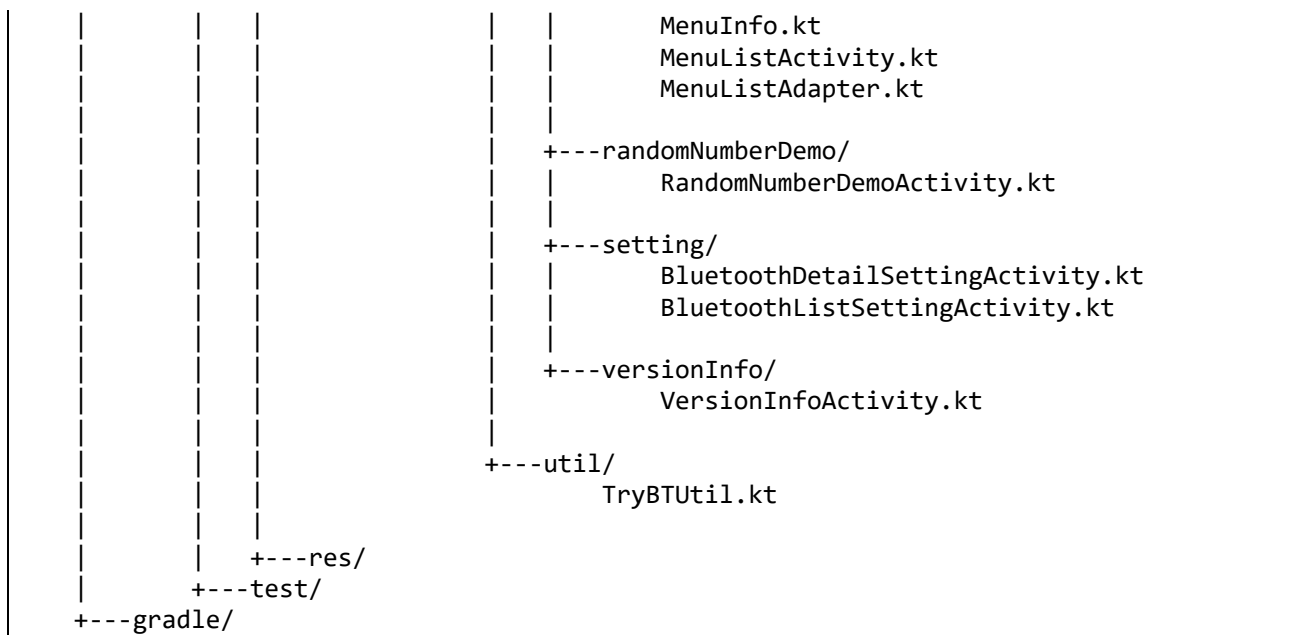 |    |         |    |                   |    |         MenuInfo.kt
|    |         |    |                   |    |         MenuListActivity.kt
|    |         |    |                   |    |         MenuListAdapter.kt
|    |         |    |                   |    |
|    |         |    |                   |    +---randomNumberDemo/
|    |         |    |                   |    |         RandomNumberDemoActivity.kt
|    |         |    |                   |    |
|    |         |    |                   |    +---setting/
|    |         |    |                   |    |         BluetoothDetailSettingActivity.kt
|    |         |    |                   |    |         BluetoothListSettingActivity.kt
|    |         |    |                   |    |
|    |         |    |                   |    +---versionInfo/
|    |         |    |                   |              VersionInfoActivity.kt
|    |         |    |                   |
|    |         |    |                   +---util/
|    |         |    |                             TryBTUtil.kt
|    |         |    |
|    |         |    +---res/
|    |         +---test/
|    +---gradle/